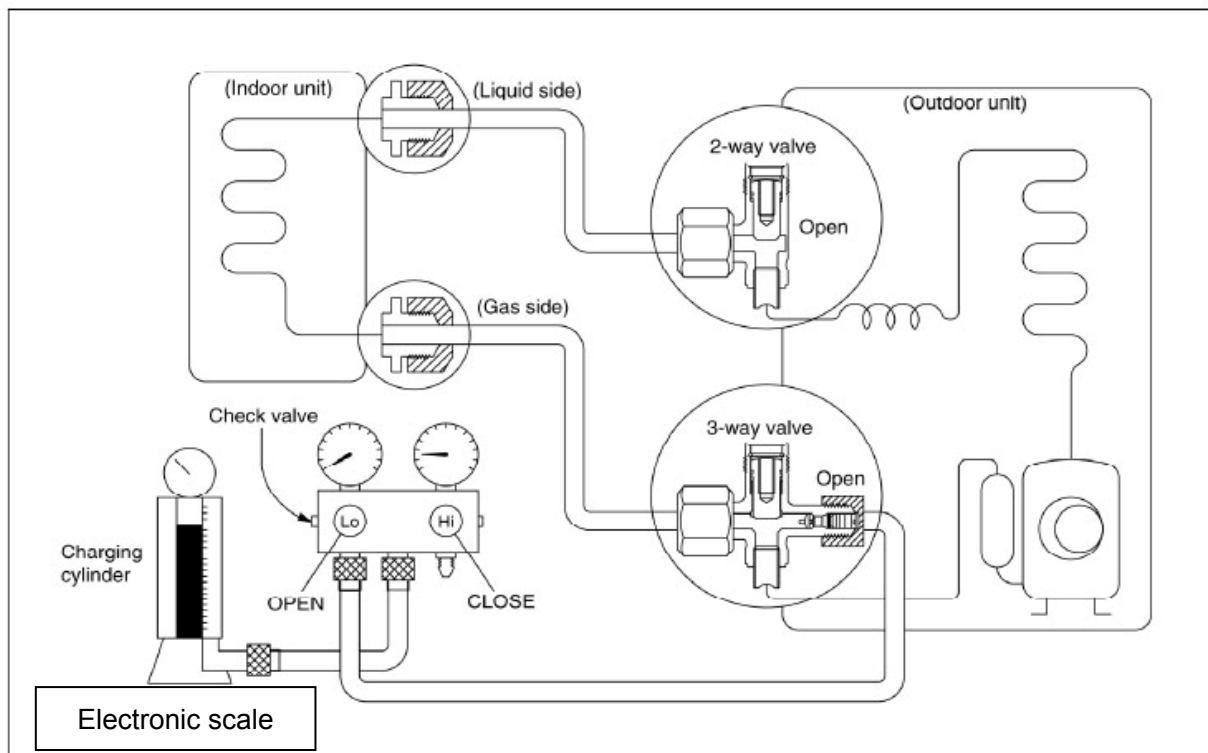 (Indoor unit)
(Liquid side)
(Outdoor unit)
2-way valve
Open
(Gas side)
Check valve
3-way valve
Open
Lo
Hi
Charging
cylinder
OPEN
CLOSE
Electronic scale